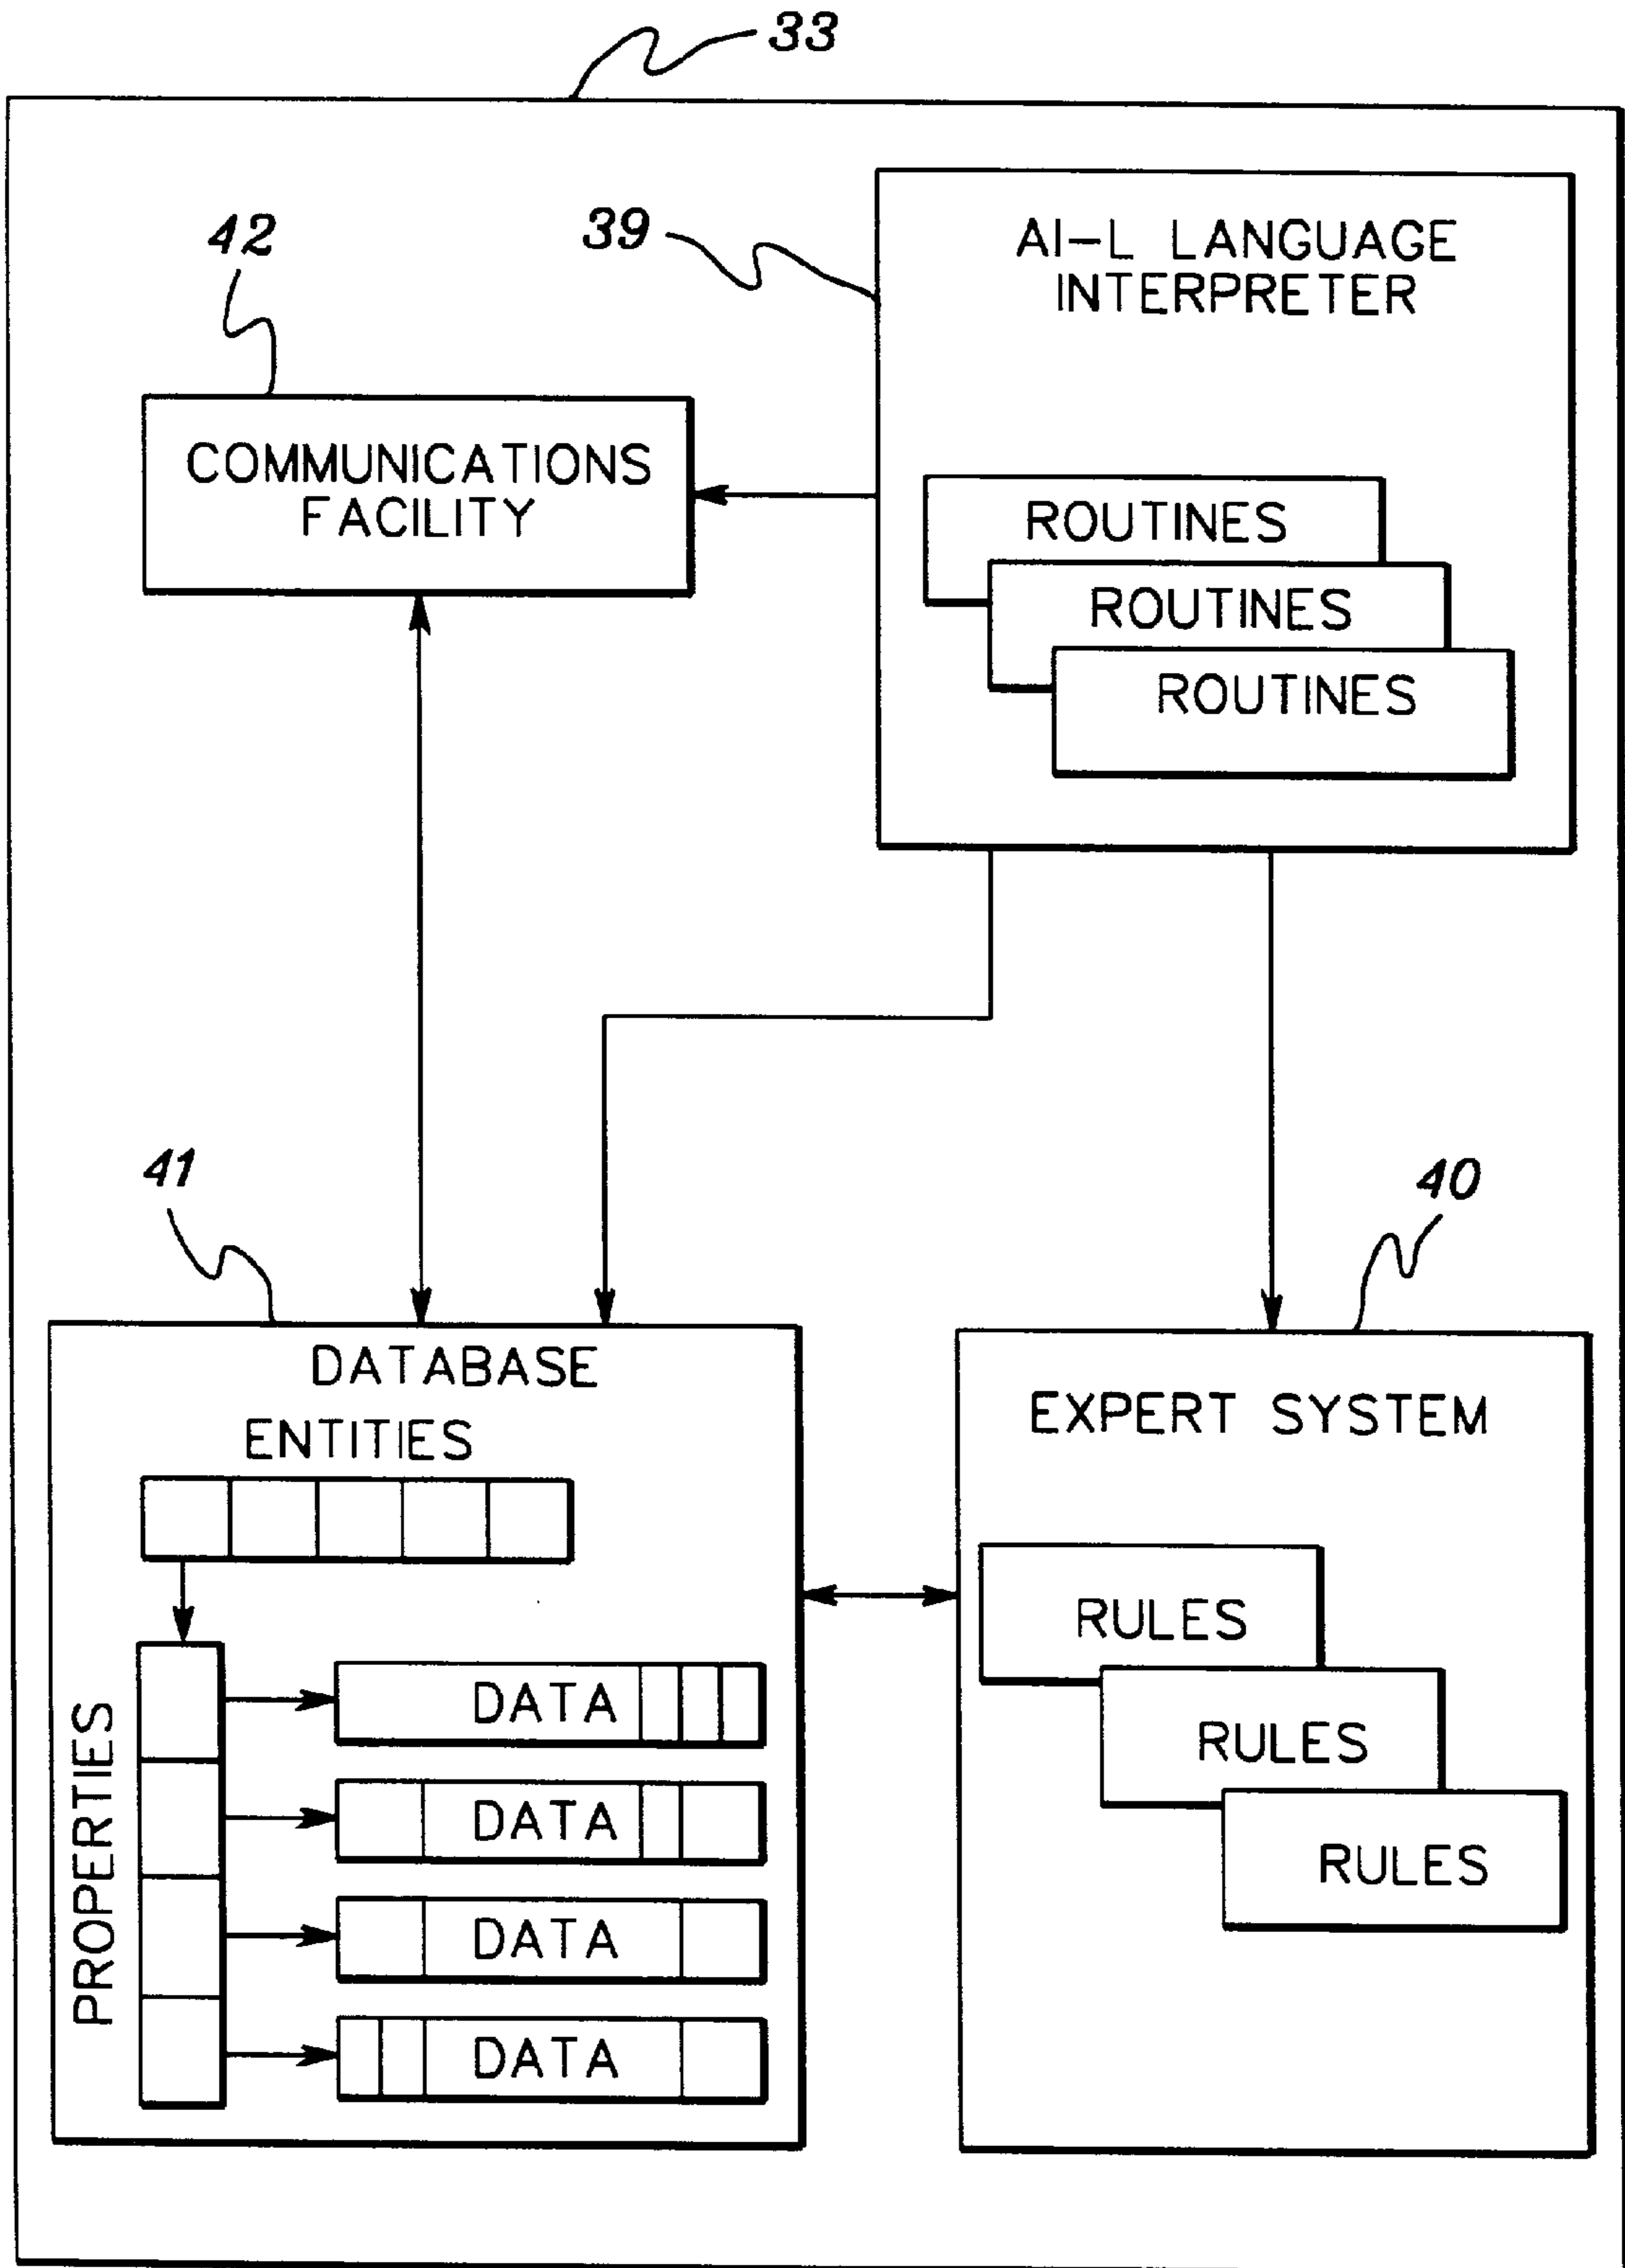 33
42
39
AI-L LANGUAGE
INTERPRETER
COMMUNICATIONS
FACILITY
ROUTINES
ROUTINES
ROUTINES
41
40
DATABASE
ENTITIES
PROPERTIES
DATA
DATA
DATA
DATA
EXPERT SYSTEM
RULES
RULES
RULES